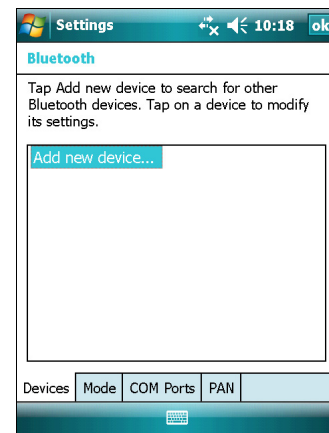 Settings 10:18 ok
Bluetooth
Tap Add new device to search for other
Bluetooth devices. Tap on a device to modify
its settings.
Add new device...
Devices Mode COM Ports PAN